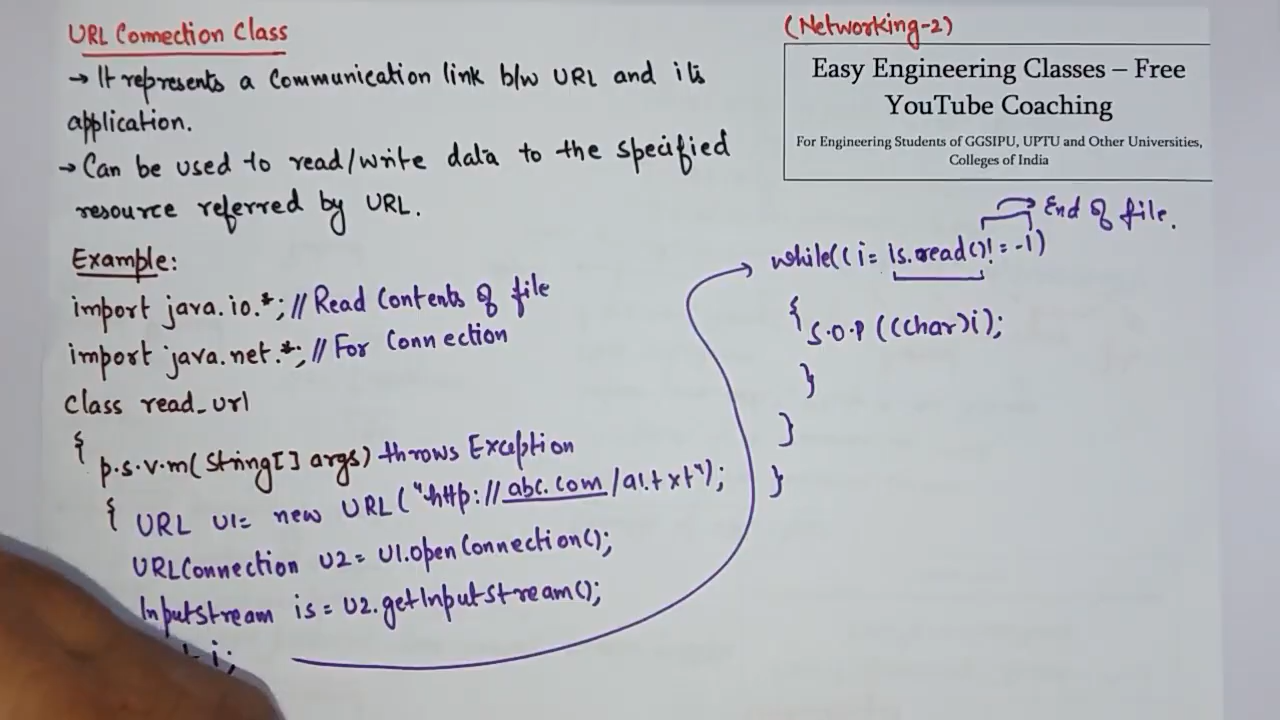 URL Connection Class
→ It represents a Communication link b/w URL and its
application.
→ Can be used to read/write data to the specified
resource referred by URL.
Example:
import java.io.*; // Read Contents of file
import java.net.*; // For Connection
Class read_url
{
p.s.v.m(String[] args) throws Exception
{ URL u1= new URL("http://abc.com/a1.txt");
URLConnection u2= u1.openConnection();
InputStream is= u2.getInputStream();
i;
(Networking-2)
Easy Engineering Classes – Free
YouTube Coaching
For Engineering Students of GGSIPU, UPTU and Other Universities,
Colleges of India
→ End of file.
while((i= is.read()!=-1)
{
S.O.P((char)i);
}
}
}